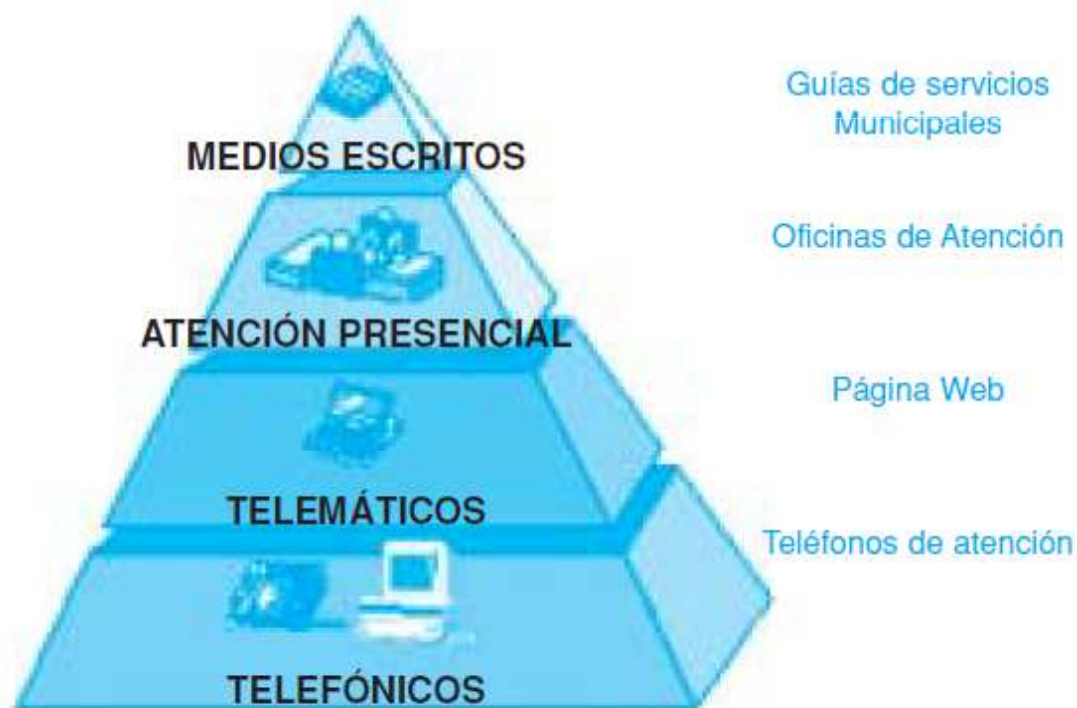 Guías de servicios
Municipales
MEDIOS ESCRITOS
Oficinas de Atención
ATENCIÓN PRESENCIAL
Página Web
TELEMÁTICOS
Teléfonos de atención
TELEFÓNICOS